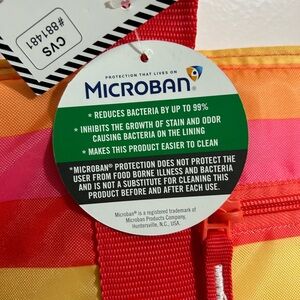 CVS
#881481
PROTECTION THAT LIVES ON
MICROBAN®
* REDUCES BACTERIA BY UP TO 99%
* INHIBITS THE GROWTH OF STAIN AND ODOR
CAUSING BACTERIA ON THE LINING
* MAKES THIS PRODUCT EASIER TO CLEAN
*MICROBAN® PROTECTION DOES NOT PROTECT THE
USER FROM FOOD BORNE ILLNESS AND BACTERIA
AND IS NOT A SUBSTITUTE FOR CLEANING THIS
PRODUCT BEFORE AND AFTER EACH USE.
Microban® is a registered trademark of
Microban Products Company,
Huntersville, N.C., USA.